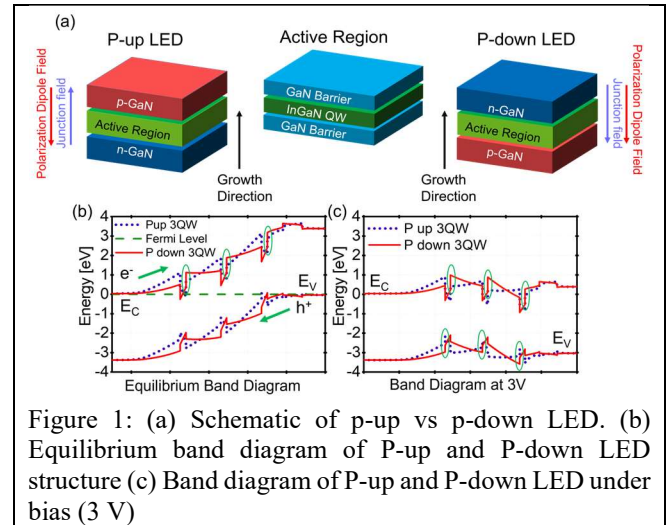 (a)
P-up LED
Active Region
P-down LED
Polarization Dipole Field
Junction field
p-GaN
Active Region
n-GaN
GaN Barrier
InGaN QW
GaN Barrier
n-GaN
Active Region
p-GaN
Junction field
Polarization Dipole Field
Growth
Direction
Growth
Direction
(b)
Pup 3QW
Fermi Level
P down 3QW
Energy [eV]
4
3
2
1
0
-1
-2
-3
-4
e-
EV
EC
h+
Equilibrium Band Diagram
(c)
P up 3QW
P down 3QW
Energy [eV]
4
3
2
1
0
-1
-2
-3
-4
EC
EV
Band Diagram at 3V
Figure 1: (a) Schematic of p-up vs p-down LED. (b)
Equilibrium band diagram of P-up and P-down LED
structure (c) Band diagram of P-up and P-down LED under
bias (3 V)